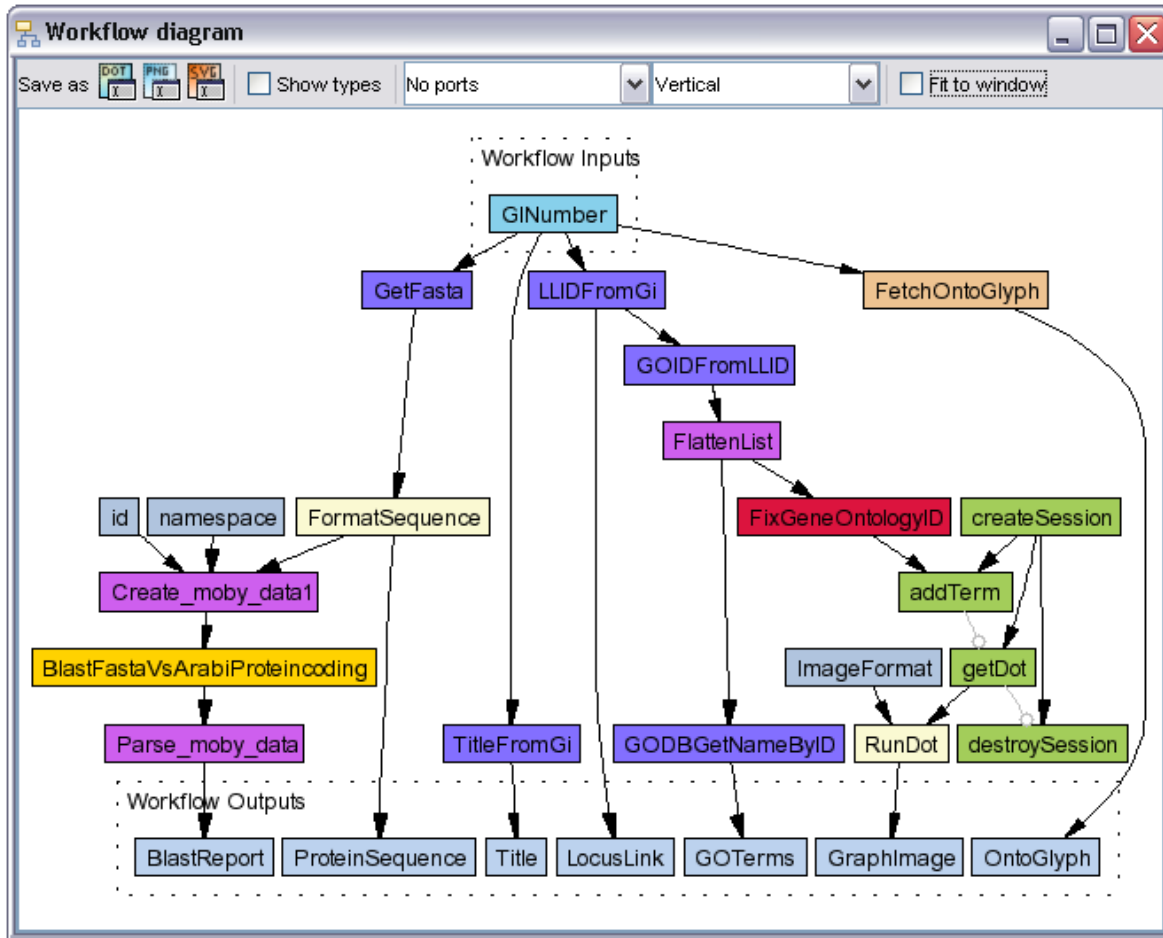 Workflow diagram
Save as DOT PNG SVG Show types No ports Vertical Fit to window
Workflow Inputs
GINumber
GetFasta LLIDFromGi FetchOntoGlyph
GOIDFromLLID
FlattenList
id namespace FormatSequence FixGeneOntologyID createSession
Create_moby_data1 addTerm
BlastFastaVsArabiProteincoding ImageFormat getDot
Parse_moby_data TitleFromGi GODBGetNameByID RunDot destroySession
Workflow Outputs
BlastReport ProteinSequence Title LocusLink GOTerms GraphImage OntoGlyph